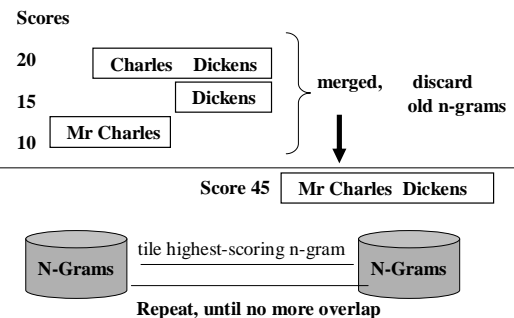 Scores
20 Charles Dickens
merged, discard
old n-grams
15 Dickens
10 Mr Charles
Score 45 Mr Charles Dickens
N-Grams tile highest-scoring n-gram N-Grams
Repeat, until no more overlap